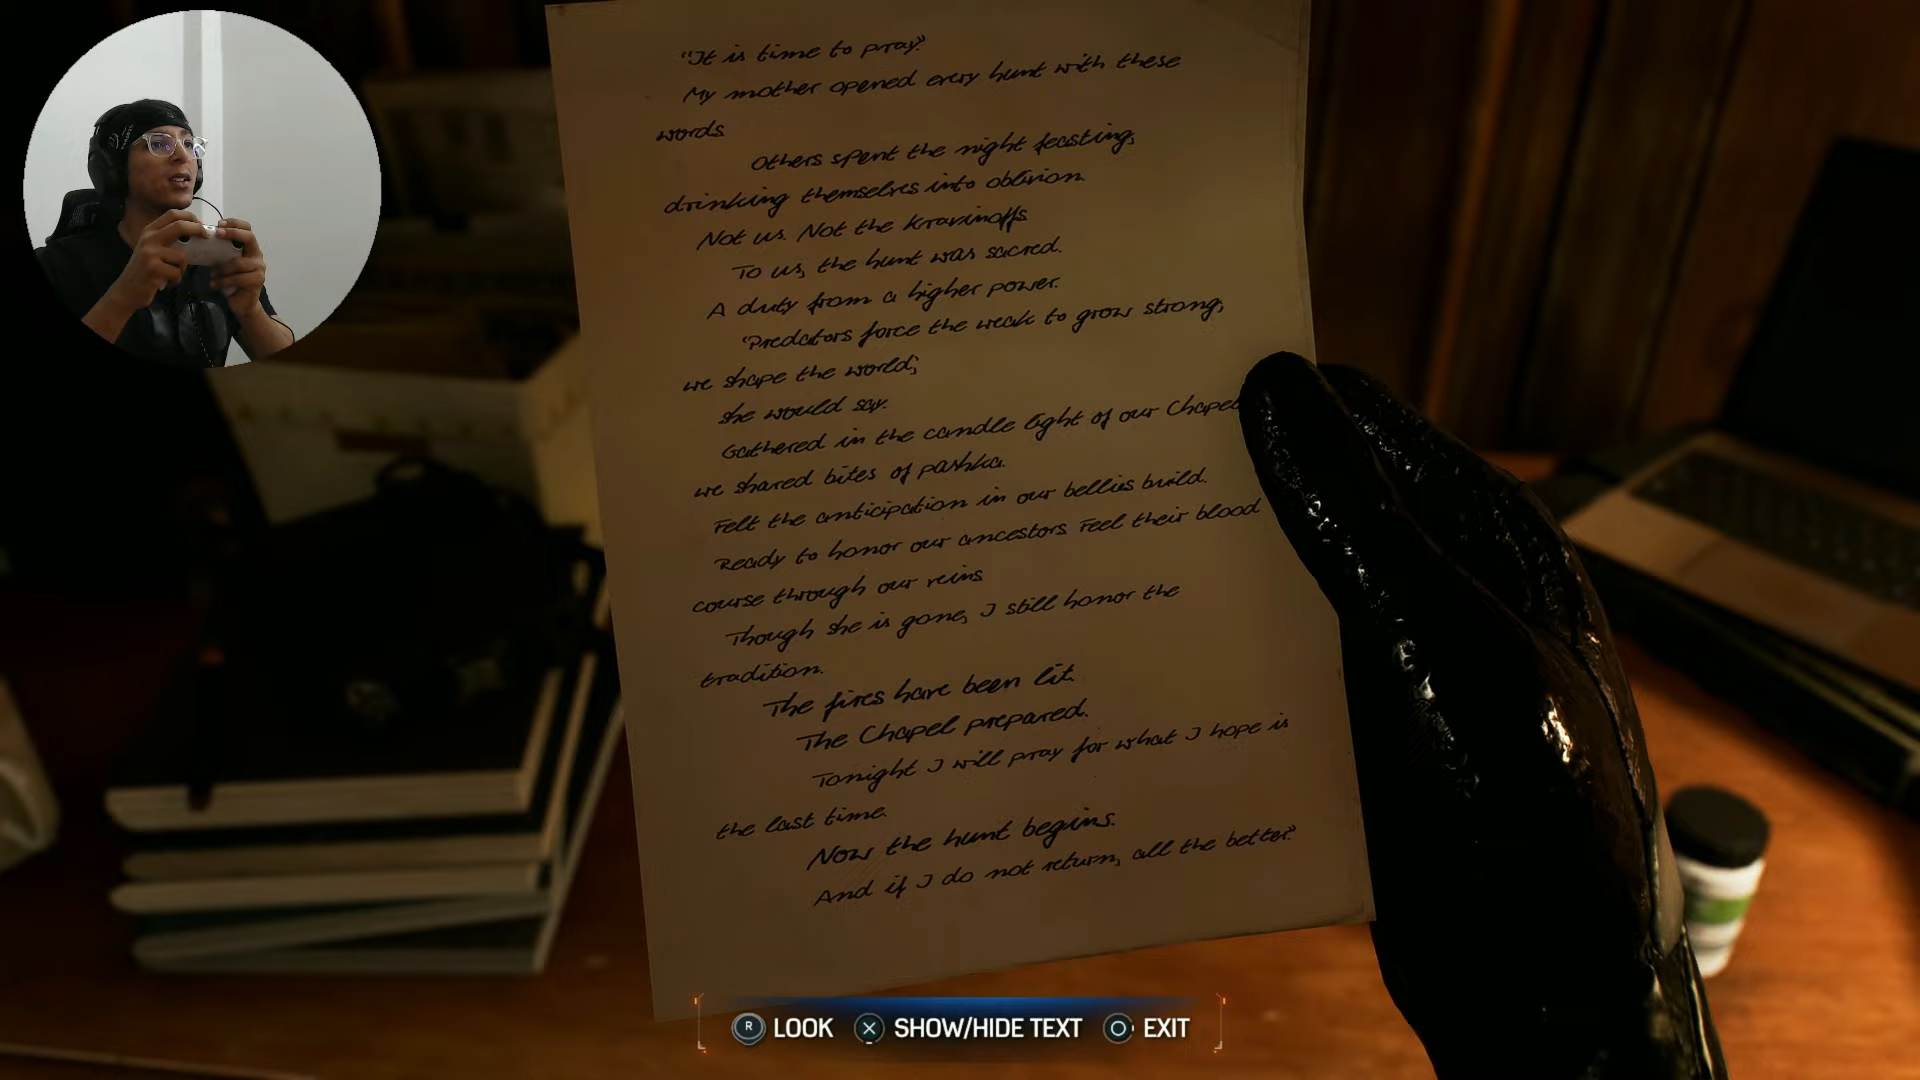 "It is time to pray."
My mother opened every hunt with these
words.
Others spent the night feasting,
drinking themselves into oblivion.
Not us. Not the Kravinoffs
To us, the hunt was sacred.
A duty from a higher power.
'Predators force the weak to grow strong,
we shape the world,'
she would say.
Gathered in the candle light of our Chapel
we shared bites of pashka.
Felt the anticipation in our bellies build.
Ready to honor our ancestors Feel their blood
course through our veins
Though she is gone, I still honor the
tradition.
The fires have been lit.
The Chapel prepared.
Tonight I will pray for what I hope is
the last time.
Now the hunt begins.
And if I do not return, all the better."
R LOOK SHOW/HIDE TEXT EXIT